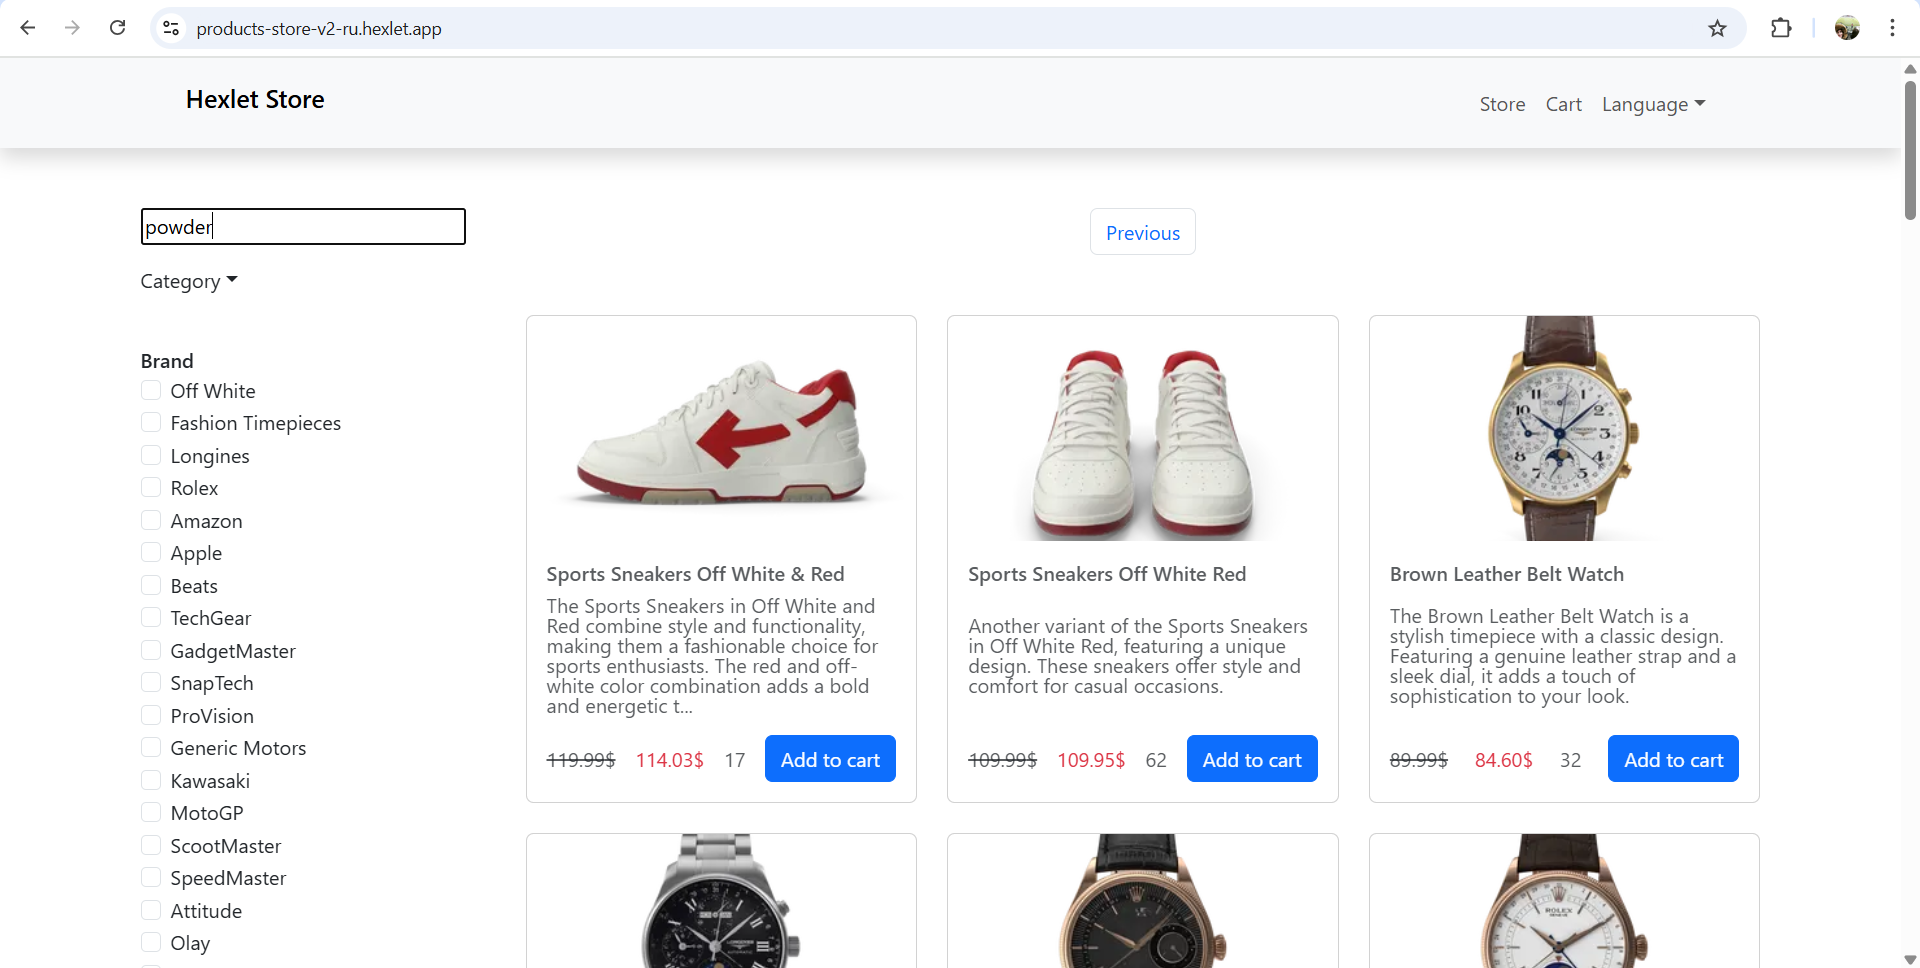 products-store-v2-ru.hexlet.app
Hexlet Store
Store
Cart
Language
powder
Previous
Category
Brand
Off White
Fashion Timepieces
Longines
Rolex
Amazon
Apple
Beats
TechGear
GadgetMaster
SnapTech
ProVision
Generic Motors
Kawasaki
MotoGP
ScootMaster
SpeedMaster
Attitude
Olay
Sports Sneakers Off White & Red
The Sports Sneakers in Off White and
Red combine style and functionality,
making them a fashionable choice for
sports enthusiasts. The red and off-
white color combination adds a bold
and energetic t...
119.99$ 114.03$ 17 Add to cart
Sports Sneakers Off White Red
Another variant of the Sports Sneakers
in Off White Red, featuring a unique
design. These sneakers offer style and
comfort for casual occasions.
109.99$ 109.95$ 62 Add to cart
Brown Leather Belt Watch
The Brown Leather Belt Watch is a
stylish timepiece with a classic design.
Featuring a genuine leather strap and a
sleek dial, it adds a touch of
sophistication to your look.
89.99$ 84.60$ 32 Add to cart
LONGINES
ROLEX